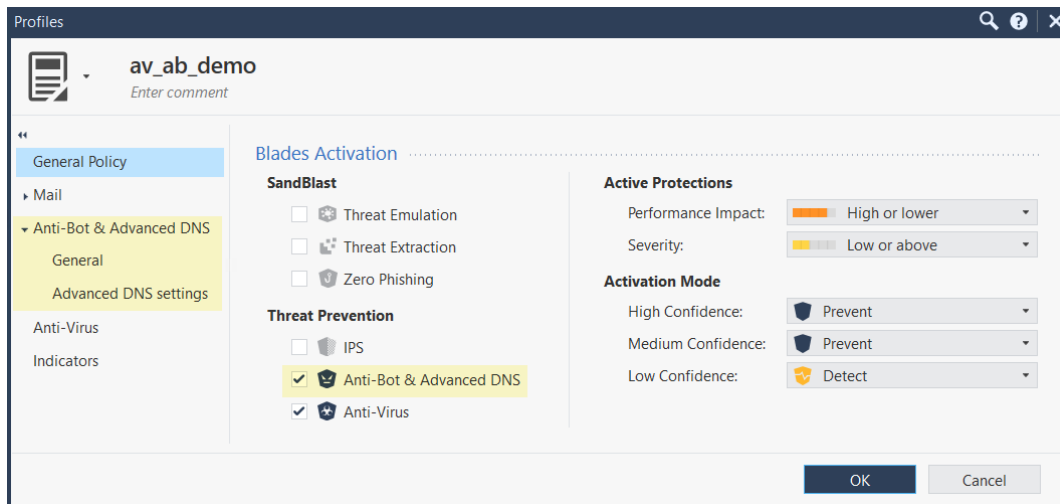 Profiles
av_ab_demo
Enter comment
General Policy
Mail
Anti-Bot & Advanced DNS
General
Advanced DNS settings
Anti-Virus
Indicators
Blades Activation
SandBlast
Threat Emulation
Threat Extraction
Zero Phishing
Threat Prevention
IPS
Anti-Bot & Advanced DNS
Anti-Virus
Active Protections
Performance Impact: High or lower
Severity: Low or above
Activation Mode
High Confidence: Prevent
Medium Confidence: Prevent
Low Confidence: Detect
OK Cancel